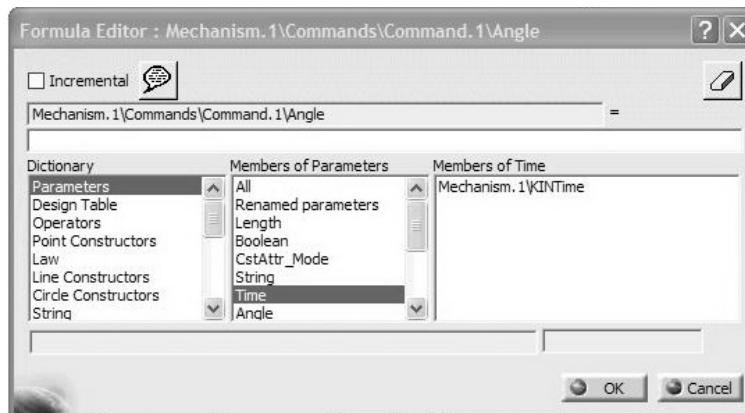 Formula Editor : Mechanism.1\Commands\Command.1\Angle
Incremental
Mechanism.1\Commands\Command.1\Angle =
Dictionary Members of Parameters Members of Time
Parameters All Mechanism.1\KINTime
Design Table Renamed parameters
Operators Length
Point Constructors Boolean
Law CstAttr_Mode
Line Constructors String
Circle Constructors Time
String Angle
OK Cancel